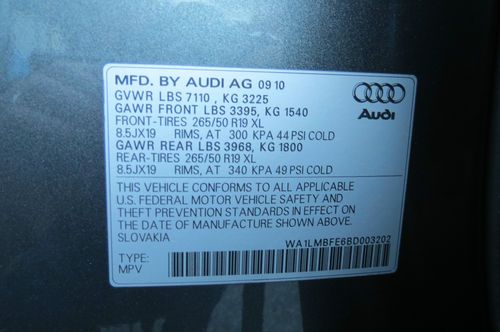 MFD. BY AUDI AG 09 10
GVWR LBS 7110 , KG 3225
GAWR FRONT LBS 3395, KG 1540
FRONT-TIRES 265/50 R19 XL
8.5JX19 RIMS, AT 300 KPA 44 PSI COLD
GAWR REAR LBS 3968, KG 1800
REAR-TIRES 265/50 R19 XL
8.5JX19 RIMS, AT 340 KPA 49 PSI COLD
Audi
THIS VEHICLE CONFORMS TO ALL APPLICABLE
U.S. FEDERAL MOTOR VEHICLE SAFETY AND
THEFT PREVENTION STANDARDS IN EFFECT ON
THE DATE OF MANUFACTURE SHOWN ABOVE.
SLOVAKIA
WA1LMBFE6BD003202
TYPE:
MPV